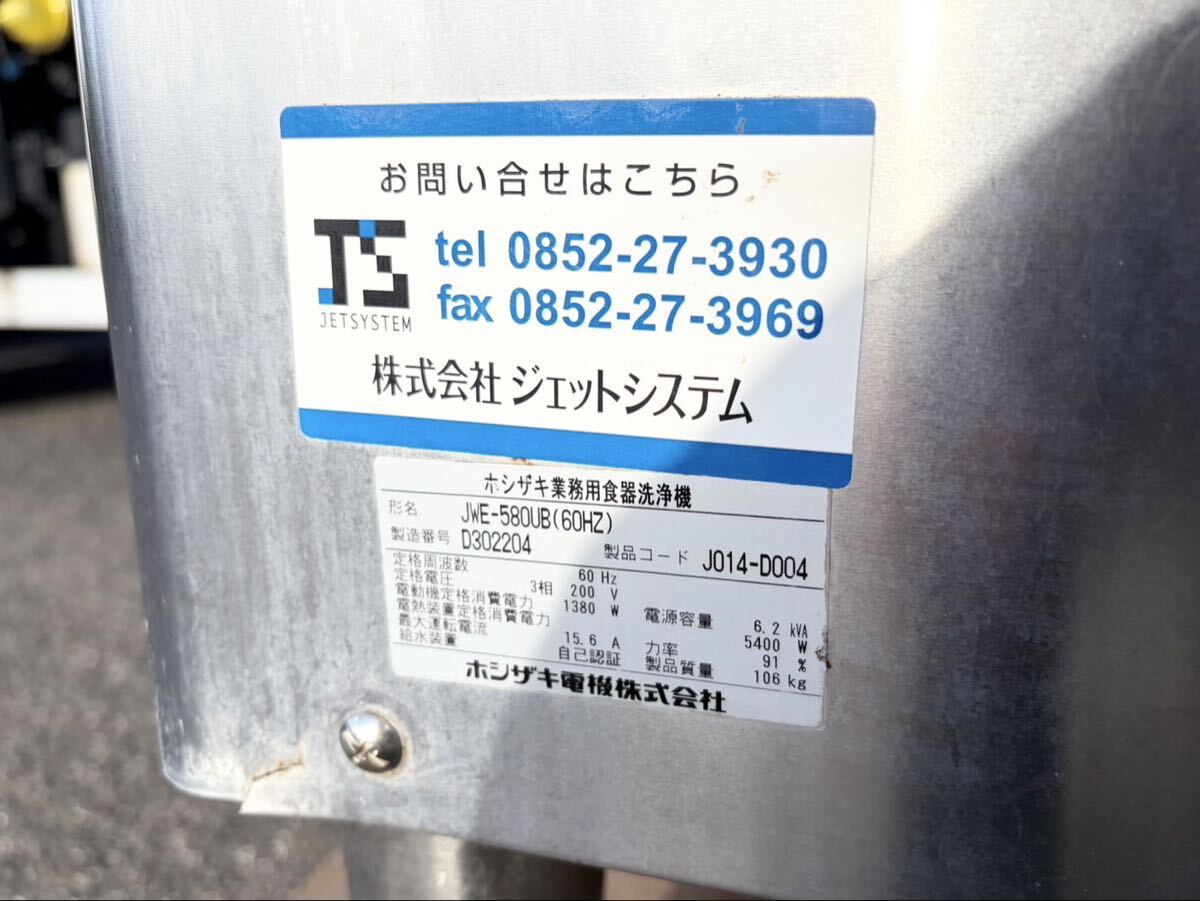 お問い合せはこちら
TS
JETSYSTEM
tel 0852-27-3930
fax 0852-27-3969
株式会社 ジェットシステム
ホシザキ業務用食器洗浄機
形名 JWE-580UB(60HZ)
製造番号 D302204 製品コード J014-D004
定格周波数 60 Hz
定格電圧 3相 200 V
電動機定格消費電力 1380 W 電源容量 6.2 kVA
電熱装置定格消費電力 5400 W
最大運転電流 15.6 A 力率 91 %
給水装置 自己認証 製品質量 106 kg
ホシザキ電機株式会社